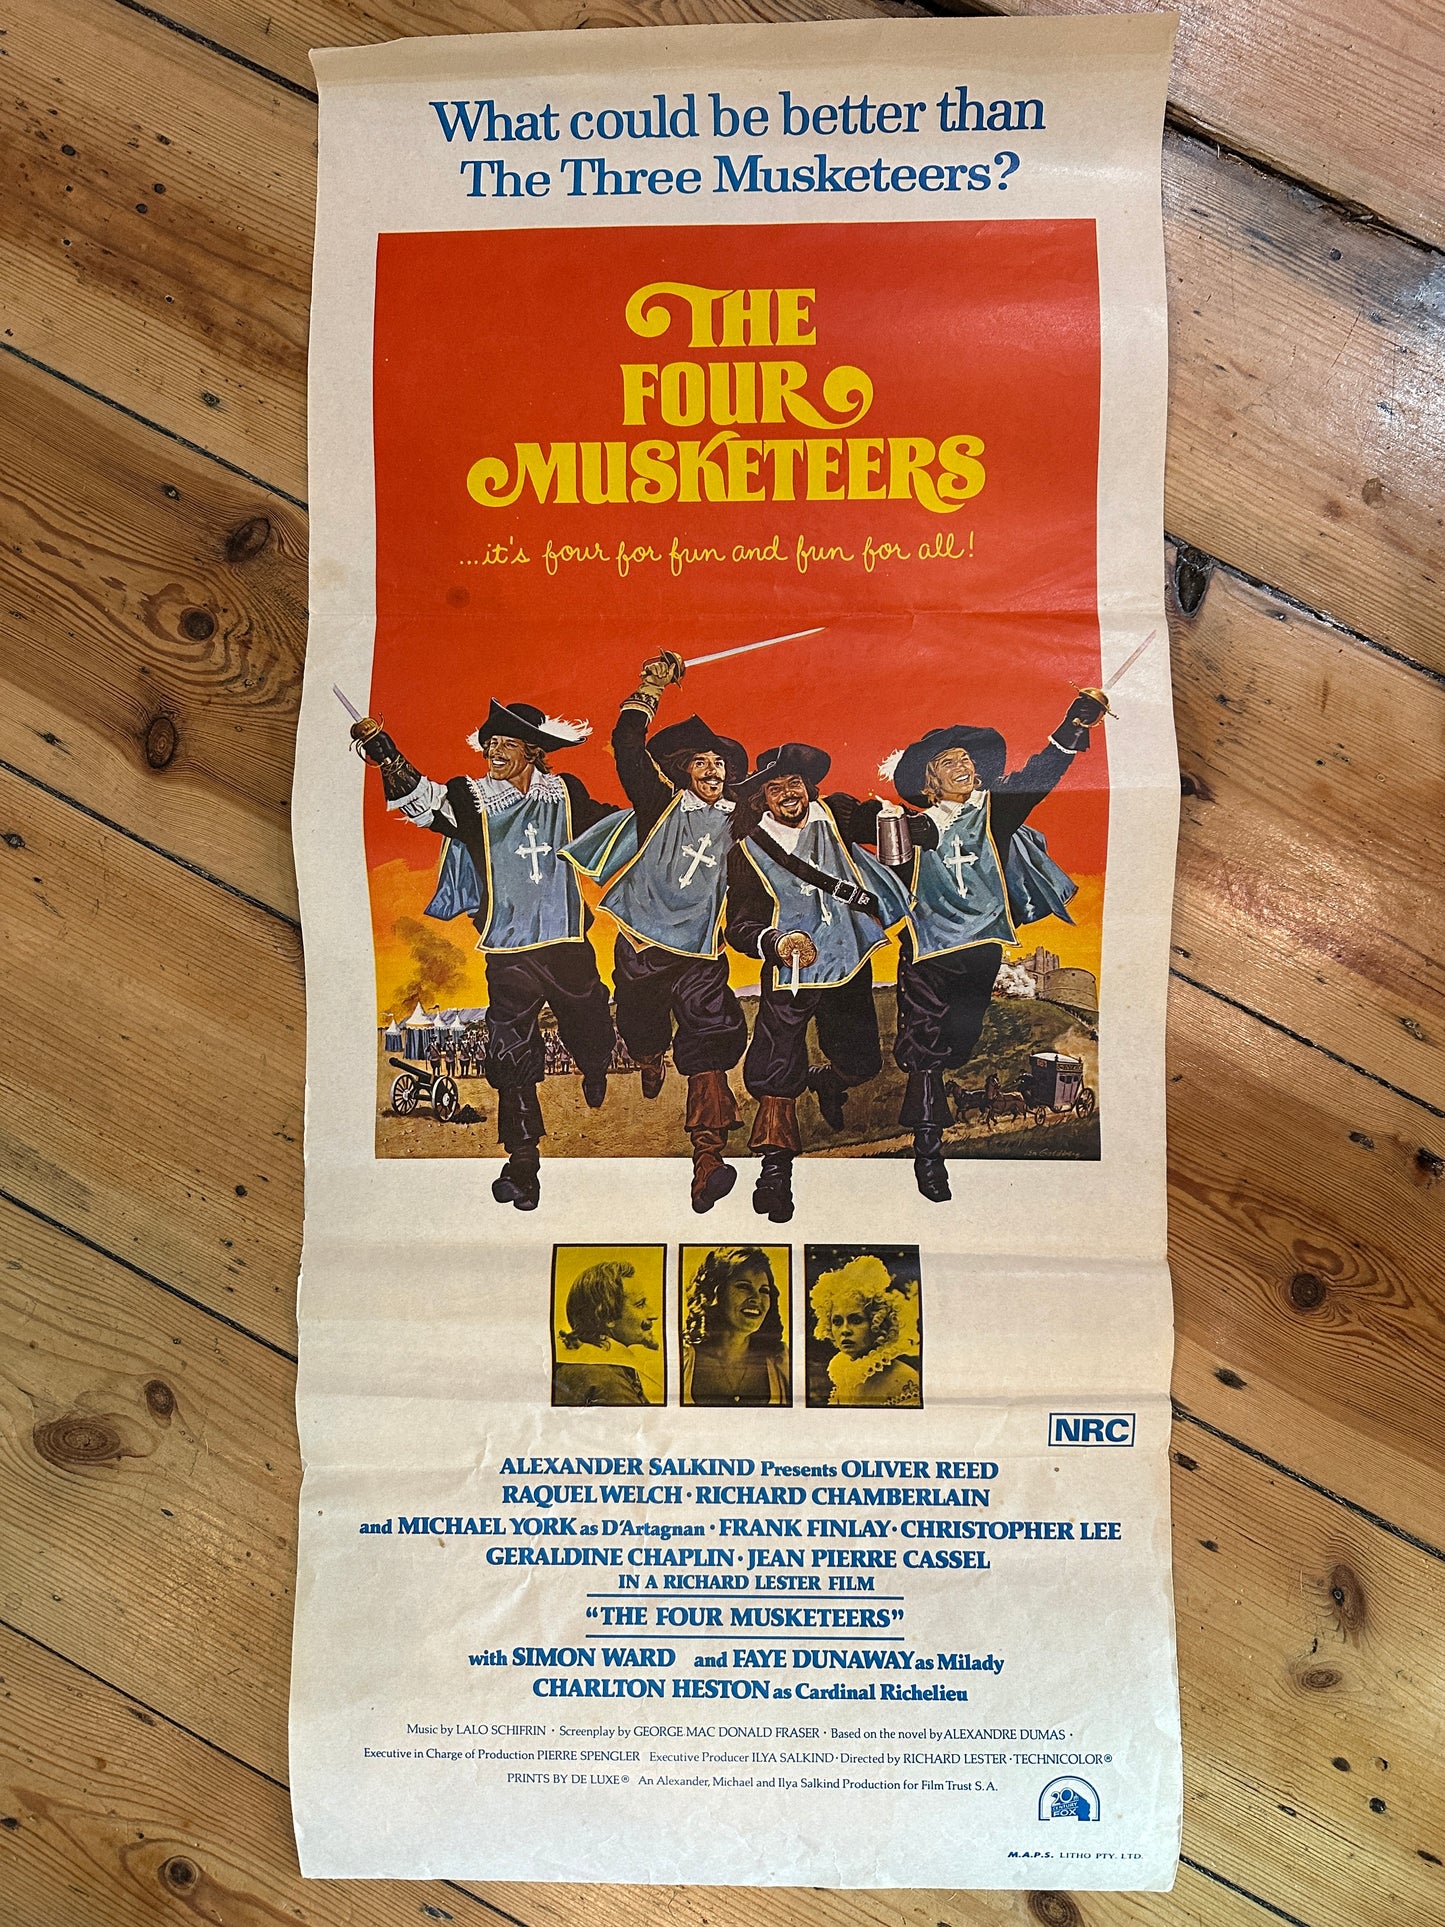 What could be better than
The Three Musketeers?
THE
FOUR
MUSKETEERS
...it's four for fun and fun for all!
NRC
ALEXANDER SALKIND Presents OLIVER REED
RAQUEL WELCH · RICHARD CHAMBERLAIN
and MICHAEL YORK as D'Artagnan · FRANK FINLAY · CHRISTOPHER LEE
GERALDINE CHAPLIN · JEAN PIERRE CASSEL
IN A RICHARD LESTER FILM
"THE FOUR MUSKETEERS"
with SIMON WARD and FAYE DUNAWAY as Milady
CHARLTON HESTON as Cardinal Richelieu
Music by LALO SCHIFRIN · Screenplay by GEORGE MAC DONALD FRASER · Based on the novel by ALEXANDRE DUMAS ·
Executive in Charge of Production PIERRE SPENGLER Executive Producer ILYA SALKIND · Directed by RICHARD LESTER · TECHNICOLOR®
PRINTS BY DE LUXE® An Alexander, Michael and Ilya Salkind Production for Film Trust S.A.
20th
CENTURY
FOX
M.A.P.S. LITHO PTY. LTD.